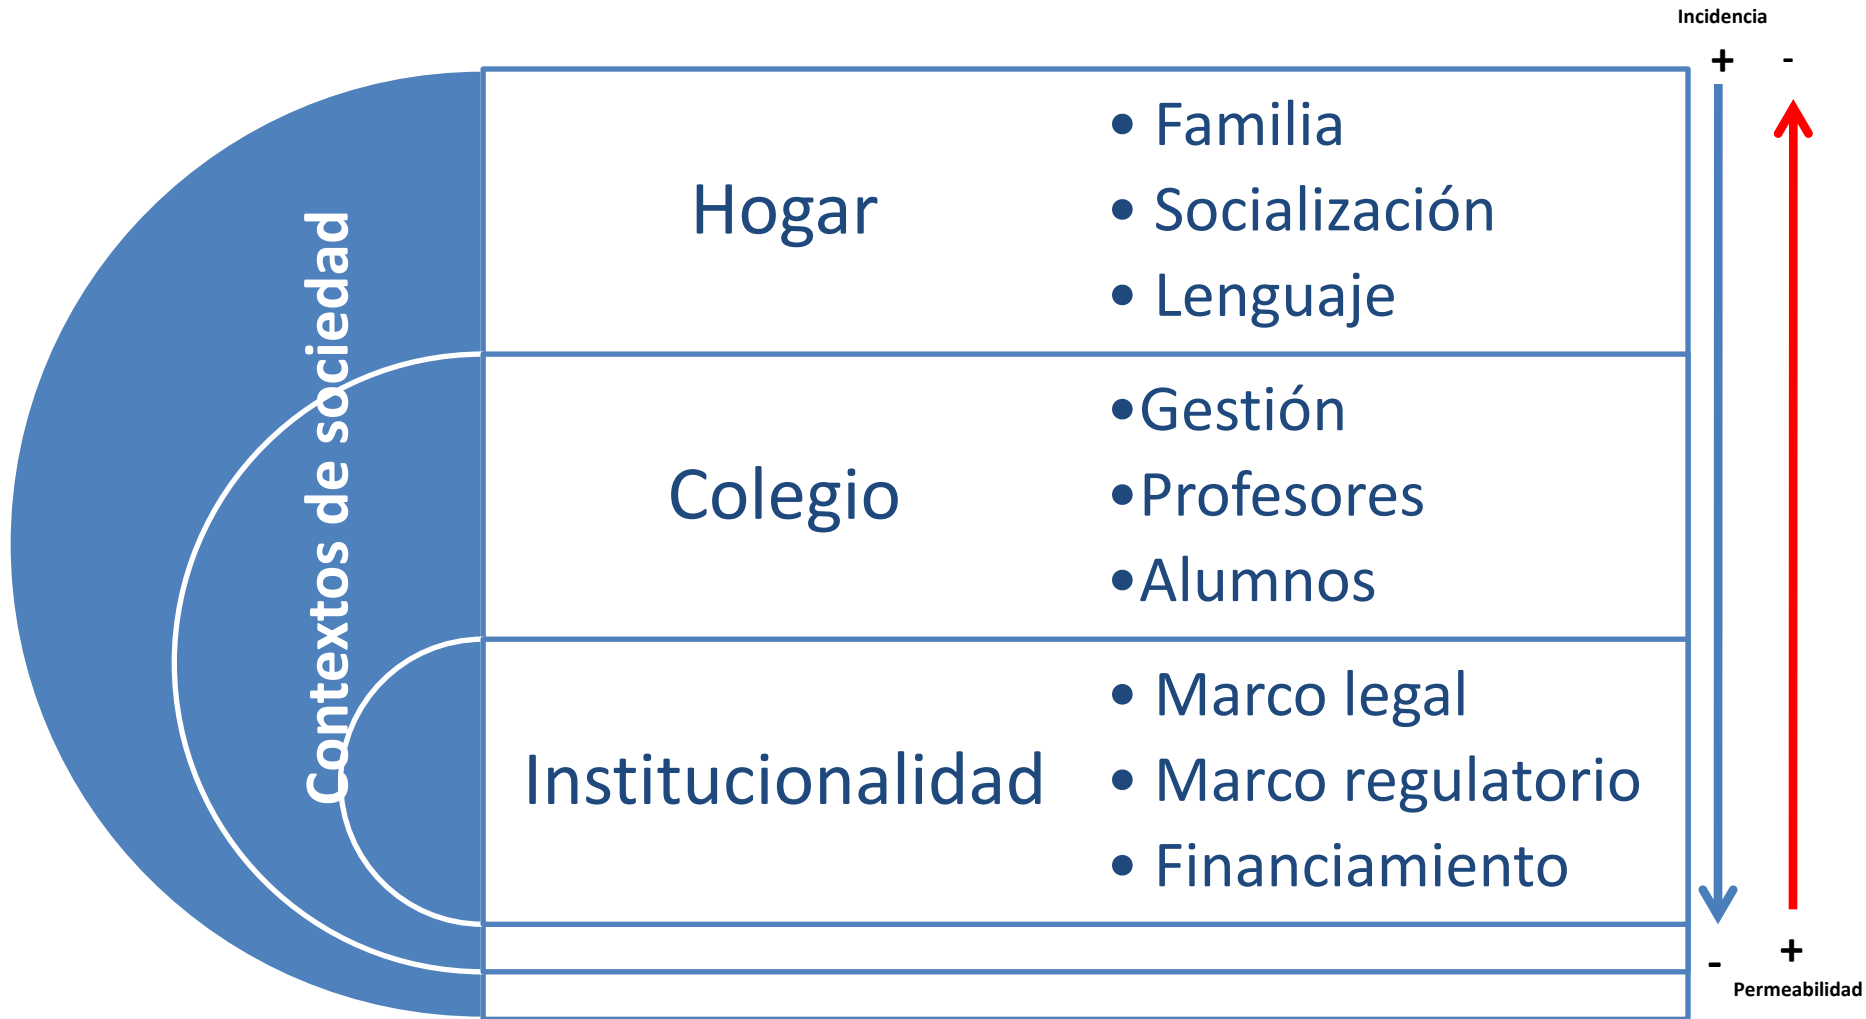 Incidencia
+ -
Contextos de sociedad
Hogar
• Familia
• Socialización
• Lenguaje
Colegio
•Gestión
•Profesores
•Alumnos
Institucionalidad
• Marco legal
• Marco regulatorio
• Financiamiento
- +
Permeabilidad